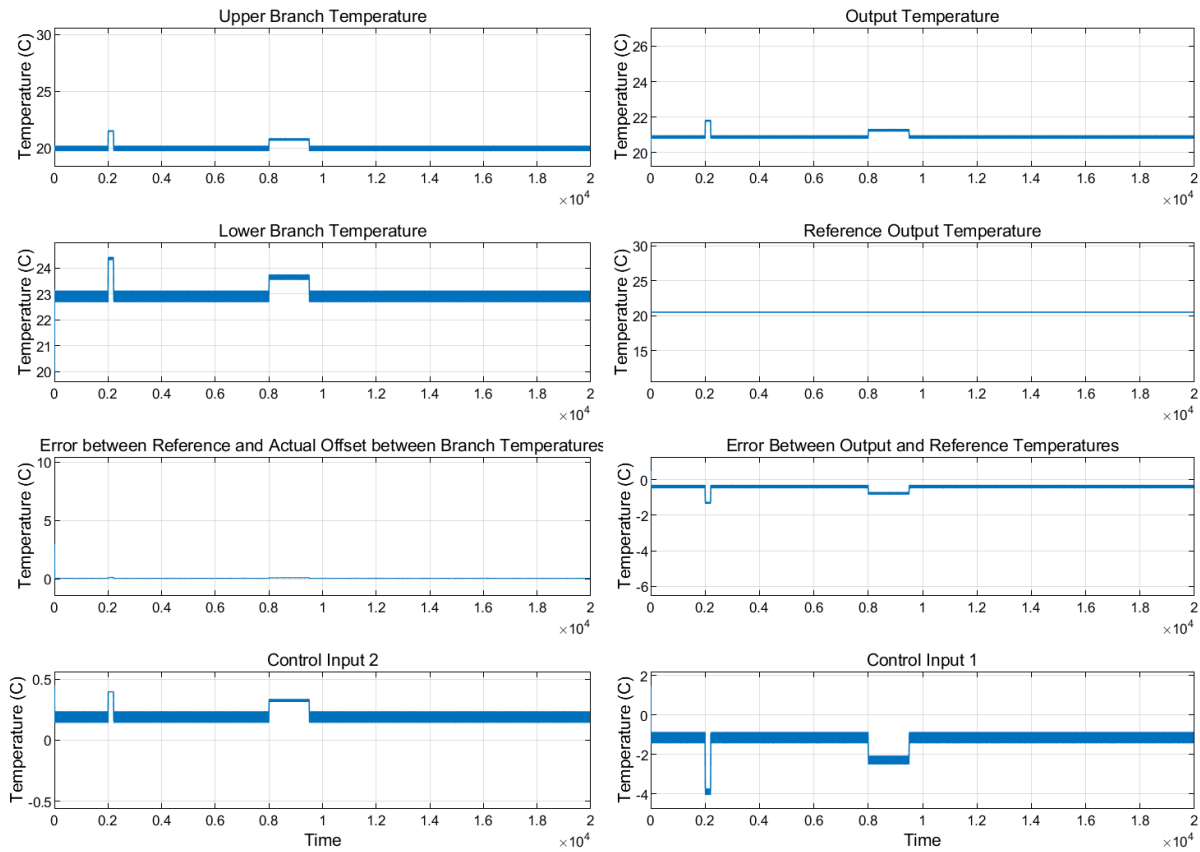 Upper Branch Temperature
Temperature (C)
30
25
20
0 0.2 0.4 0.6 0.8 1 1.2 1.4 1.6 1.8 2
×10^4
Output Temperature
Temperature (C)
26
24
22
20
0 0.2 0.4 0.6 0.8 1 1.2 1.4 1.6 1.8 2
×10^4
Lower Branch Temperature
Temperature (C)
24
23
22
21
20
0 0.2 0.4 0.6 0.8 1 1.2 1.4 1.6 1.8 2
×10^4
Reference Output Temperature
Temperature (C)
30
25
20
15
0 0.2 0.4 0.6 0.8 1 1.2 1.4 1.6 1.8 2
×10^4
Error between Reference and Actual Offset between Branch Temperatures
Temperature (C)
10
5
0
0 0.2 0.4 0.6 0.8 1 1.2 1.4 1.6 1.8 2
×10^4
Error Between Output and Reference Temperatures
Temperature (C)
0
-2
-4
-6
0 0.2 0.4 0.6 0.8 1 1.2 1.4 1.6 1.8 2
×10^4
Control Input 2
Temperature (C)
0.5
0
-0.5
0 0.2 0.4 0.6 0.8 1 1.2 1.4 1.6 1.8 2
Time
×10^4
Control Input 1
Temperature (C)
2
0
-2
-4
0 0.2 0.4 0.6 0.8 1 1.2 1.4 1.6 1.8 2
Time
×10^4